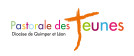 Pastorale des Jeunes
Diocèse de Quimper et Léon